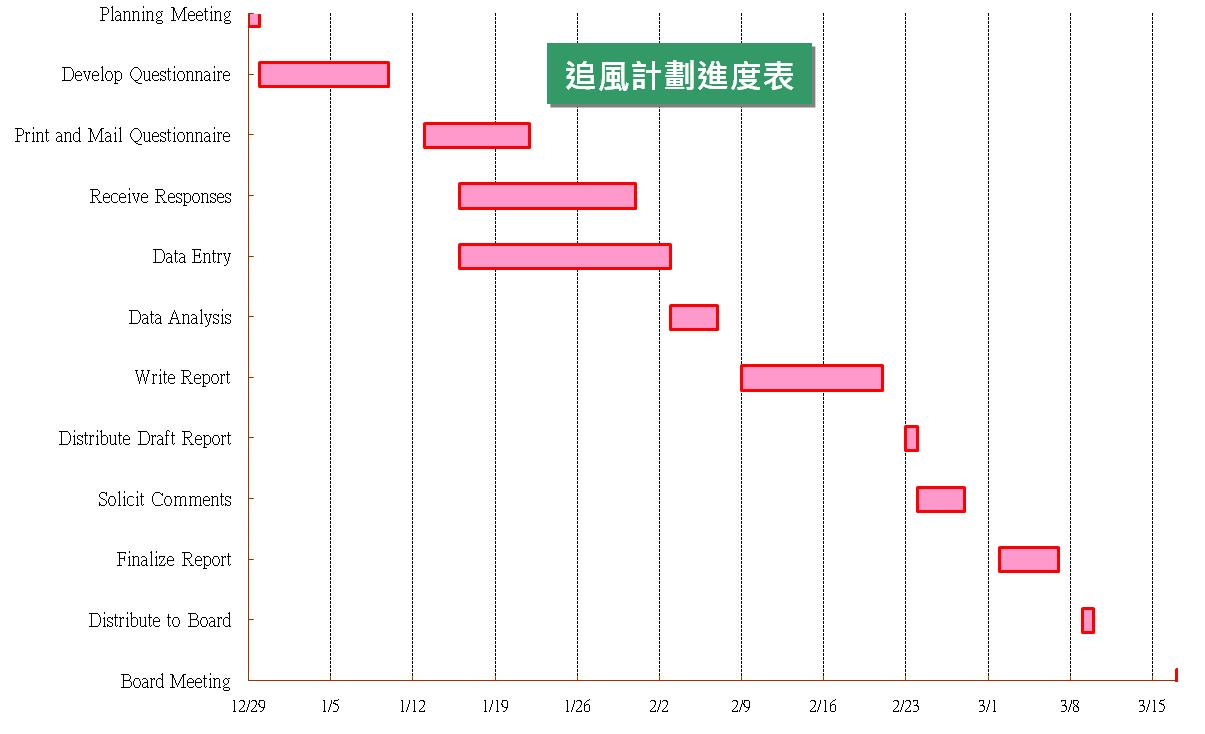 Planning Meeting
追風計劃進度表
Develop Questionnaire
Print and Mail Questionnaire
Receive Responses
Data Entry
Data Analysis
Write Report
Distribute Draft Report
Solicit Comments
Finalize Report
Distribute to Board
Board Meeting
12/29 1/5 1/12 1/19 1/26 2/2 2/9 2/16 2/23 3/1 3/8 3/15